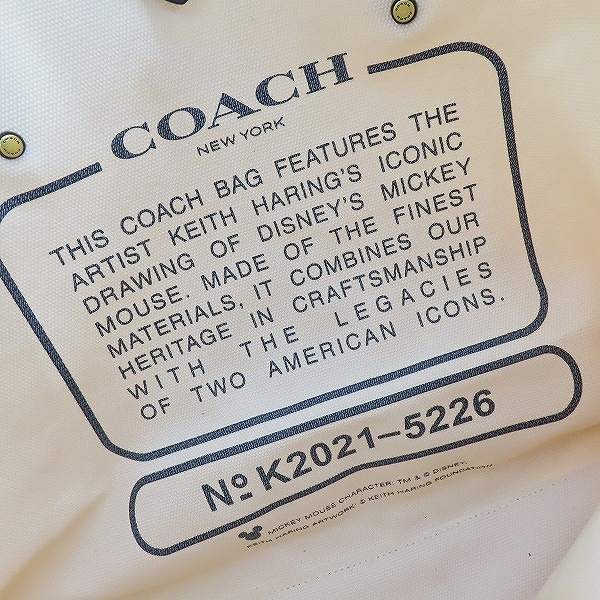 COACH
NEW YORK
THIS COACH BAG FEATURES THE
ARTIST KEITH HARING'S ICONIC
DRAWING OF DISNEY'S MICKEY
MOUSE. MADE OF THE FINEST
MATERIALS, IT COMBINES OUR
HERITAGE IN CRAFTSMANSHIP
WITH THE LEGACIES
OF TWO AMERICAN ICONS.
No K2021-5226
MICKEY MOUSE CHARACTER: TM & © DISNEY.
KEITH HARING ARTWORK: © KEITH HARING FOUNDATION